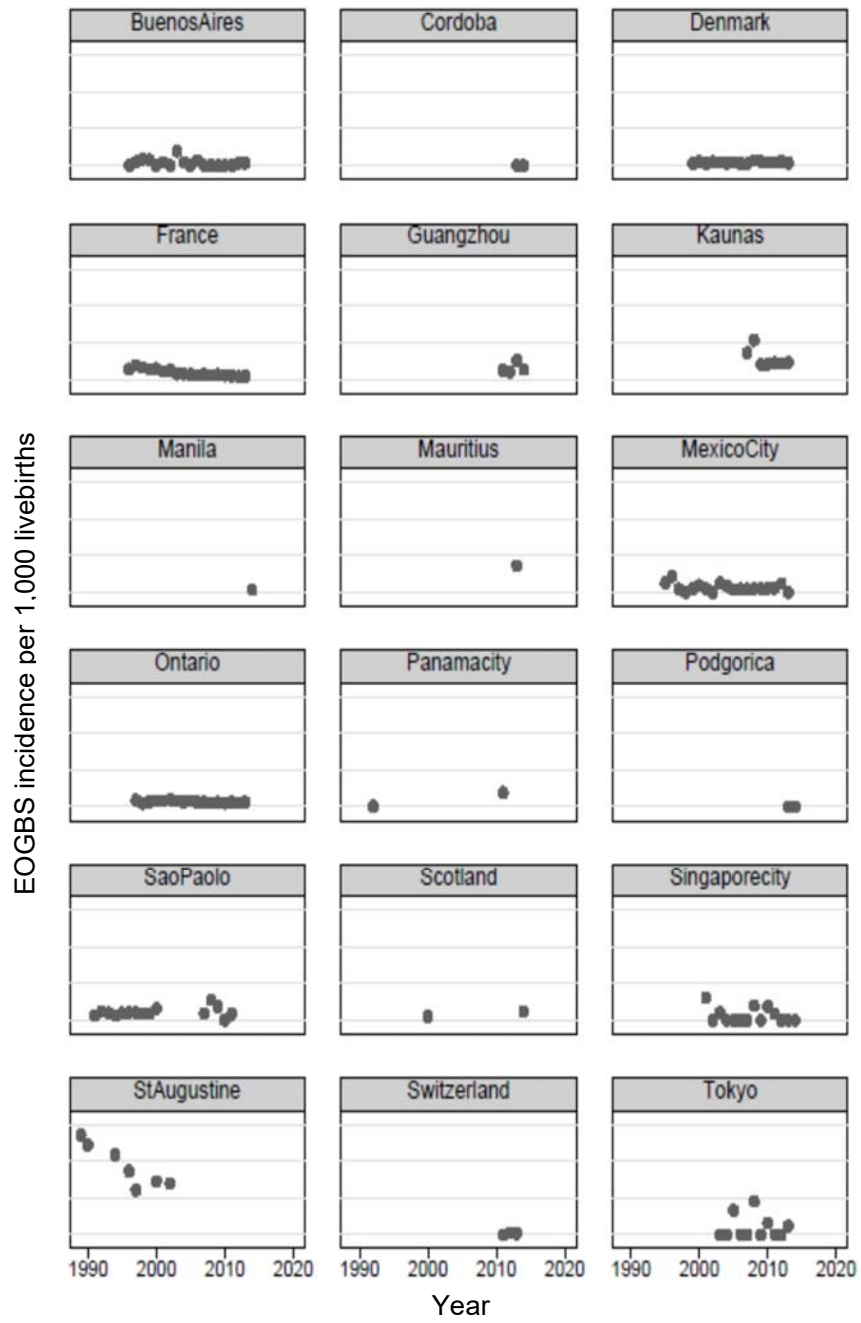 BuenosAires Cordoba Denmark
France Guangzhou Kaunas
Manila Mauritius MexicoCity
Ontario Panamacity Podgorica
SaoPaolo Scotland Singaporecity
StAugustine Switzerland Tokyo
EOGBS incidence per 1,000 livebirths
1990 2000 2010 2020 1990 2000 2010 2020 1990 2000 2010 2020
Year